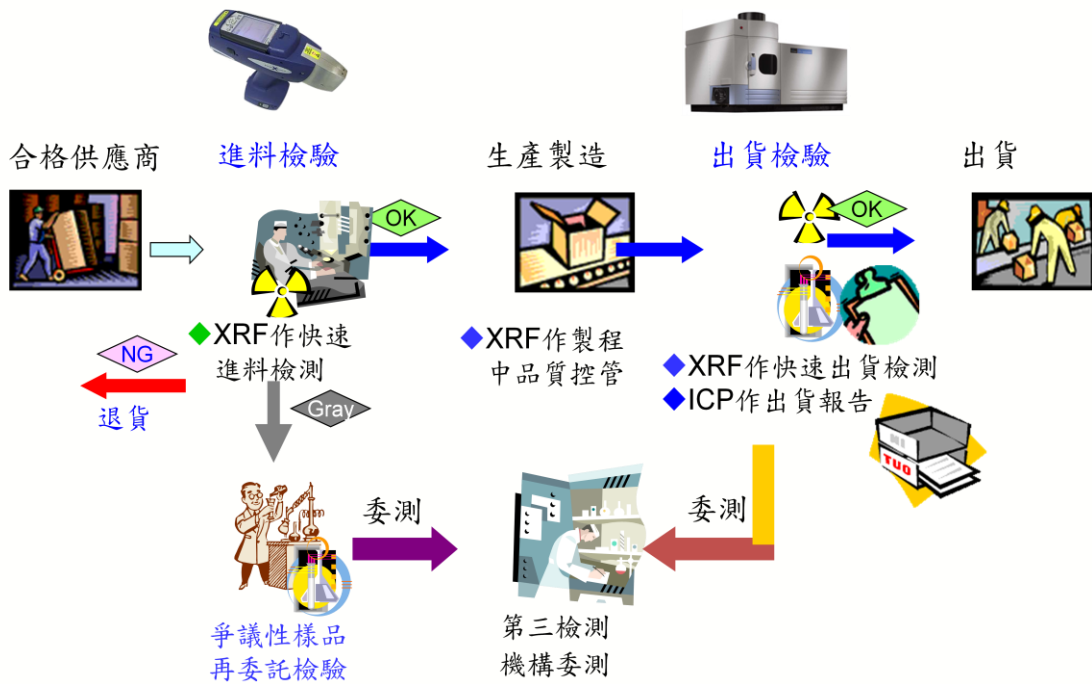 合格供應商
進料檢驗
生產製造
出貨檢驗
出貨
OK
OK
XRF作快速
進料檢測
NG
退貨
XRF作製程
中品質控管
XRF作快速出貨檢測
ICP作出貨報告
Gray
TUO
委測
委測
爭議性樣品
再委託檢驗
第三檢測
機構委測